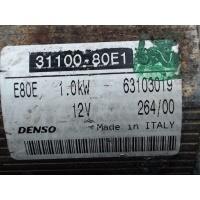 31100-80E1
E80E 1.0kW 63103019
12V 264/00
DENSO Made in ITALY